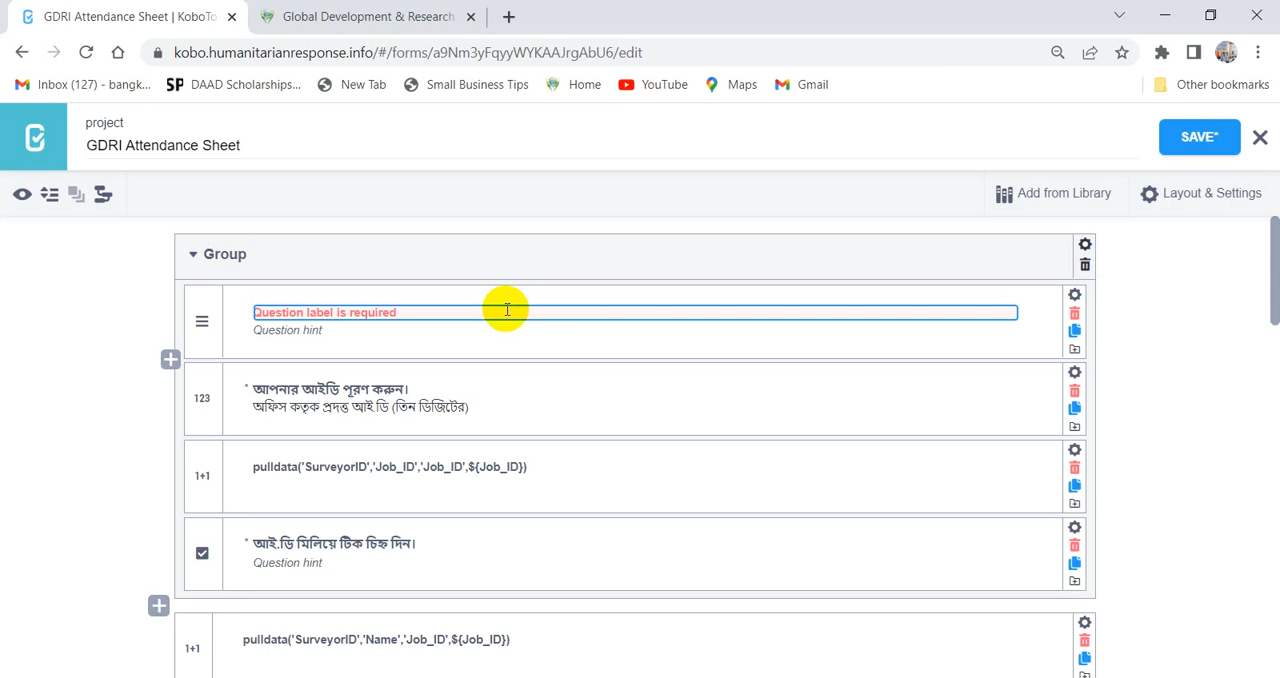 GDRI Attendance Sheet | KoboTo
Global Development & Research
kobo.humanitarianresponse.info/#/forms/a9Nm3yFqyvWYKAAJrgAbU6/edit
Inbox (127) - bangk...
DAAD Scholarships...
New Tab
Small Business Tips
Home
YouTube
Maps
Gmail
Other bookmarks
project
GDRI Attendance Sheet
SAVE*
Add from Library
Layout & Settings
Group
Question label is required
Question hint
123
* আপনার আইডি পূরণ করুন।
অফিস কতৃক প্রদত্ত আই.ডি (তিন ডিজিটের)
1+1
pulldata('SurveyorID','Job_ID','Job_ID',${Job_ID})
* আই.ডি মিলিয়ে টিক চিহ্ন দিন।
Question hint
1+1
pulldata('SurveyorID','Name','Job_ID',${Job_ID})